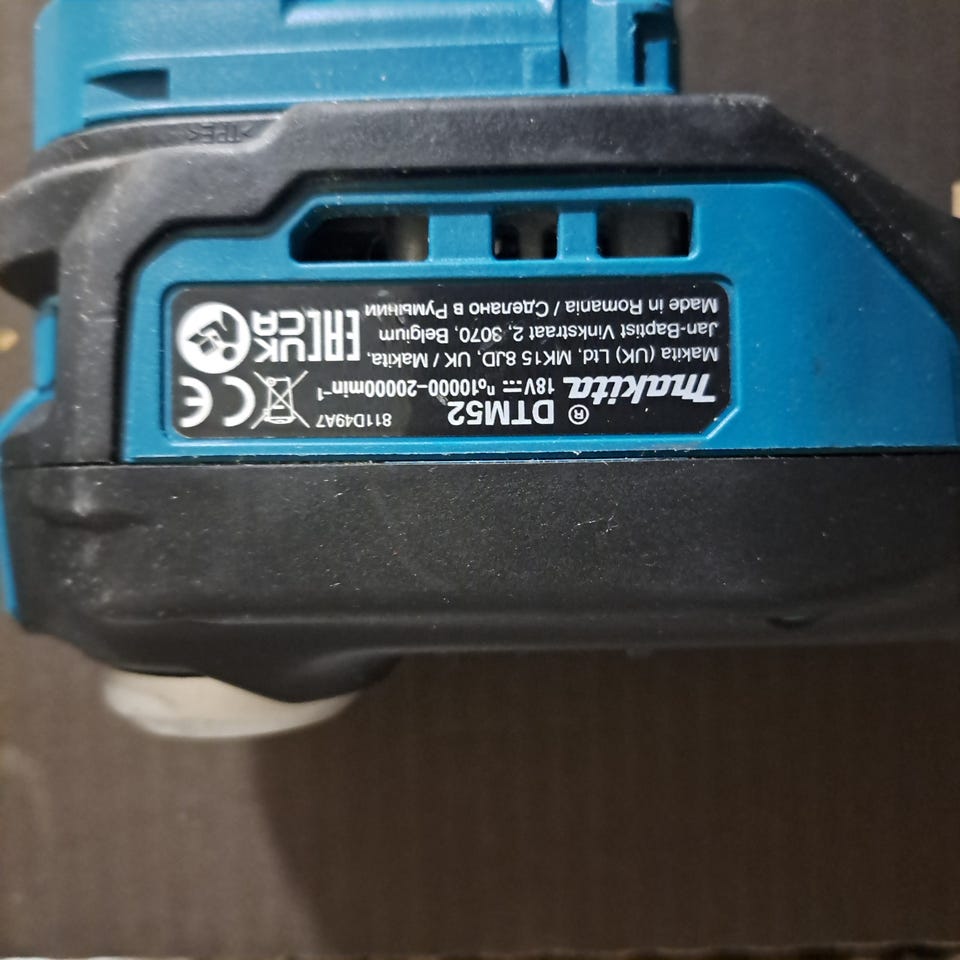 makita® DTM52 811D49A7
18V⎓ n₀10000–20000min⁻¹
Makita (UK) Ltd. MK15 8JD, UK / Makita,
Jan-Baptist Vinkstraat 2, 3070, Belgium
Made in Romania / Сделано в Румынии
CE
UK
CA
EAC
>TPE<